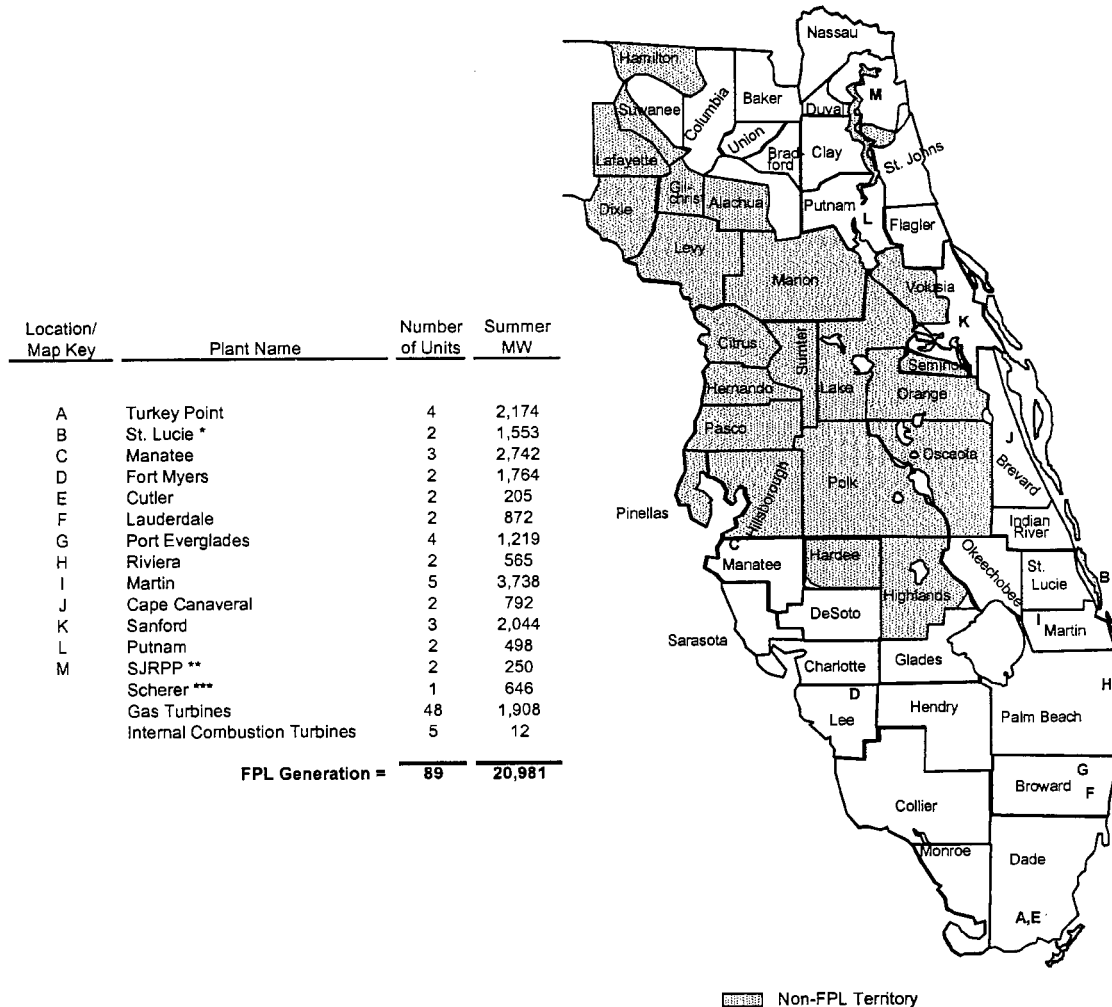 Location/ Number Summer
Map Key Plant Name of Units MW
A Turkey Point 4 2,174
B St. Lucie * 2 1,553
C Manatee 3 2,742
D Fort Myers 2 1,764
E Cutler 2 205
F Lauderdale 2 872
G Port Everglades 4 1,219
H Riviera 2 565
I Martin 5 3,738
J Cape Canaveral 2 792
K Sanford 3 2,044
L Putnam 2 498
M SJRPP ** 2 250
Scherer *** 1 646
Gas Turbines 48 1,908
Internal Combustion Turbines 5 12
FPL Generation = 89 20,981
Nassau
Hamilton
Suwanee
Columbia
Baker
Duval
M
Union
Brad-
ford
Clay
St. Johns
Lafayette
Gil-
christ
Alachua
Putnam
L
Flagler
Dixie
Levy
Marion
Volusia
K
Citrus
Sumter
Lake
Seminole
Hernando
Orange
Pasco
Osceola
J
Brevard
Pinellas
Hillsborough
Polk
Indian
River
C
Manatee
Hardee
Highlands
Okeechobee
St.
Lucie
B
DeSoto
I
Martin
Sarasota
Charlotte
Glades
H
D
Lee
Hendry
Palm Beach
G
Broward
F
Collier
Monroe
Dade
A,E
Non-FPL Territory